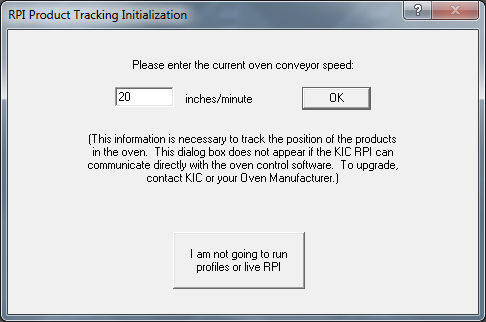 RPI Product Tracking Initialization
Please enter the current oven conveyor speed:
20 inches/minute OK
(This information is necessary to track the position of the products
in the oven. This dialog box does not appear if the KIC RPI can
communicate directly with the oven control software. To upgrade,
contact KIC or your Oven Manufacturer.)
I am not going to run
profiles or live RPI